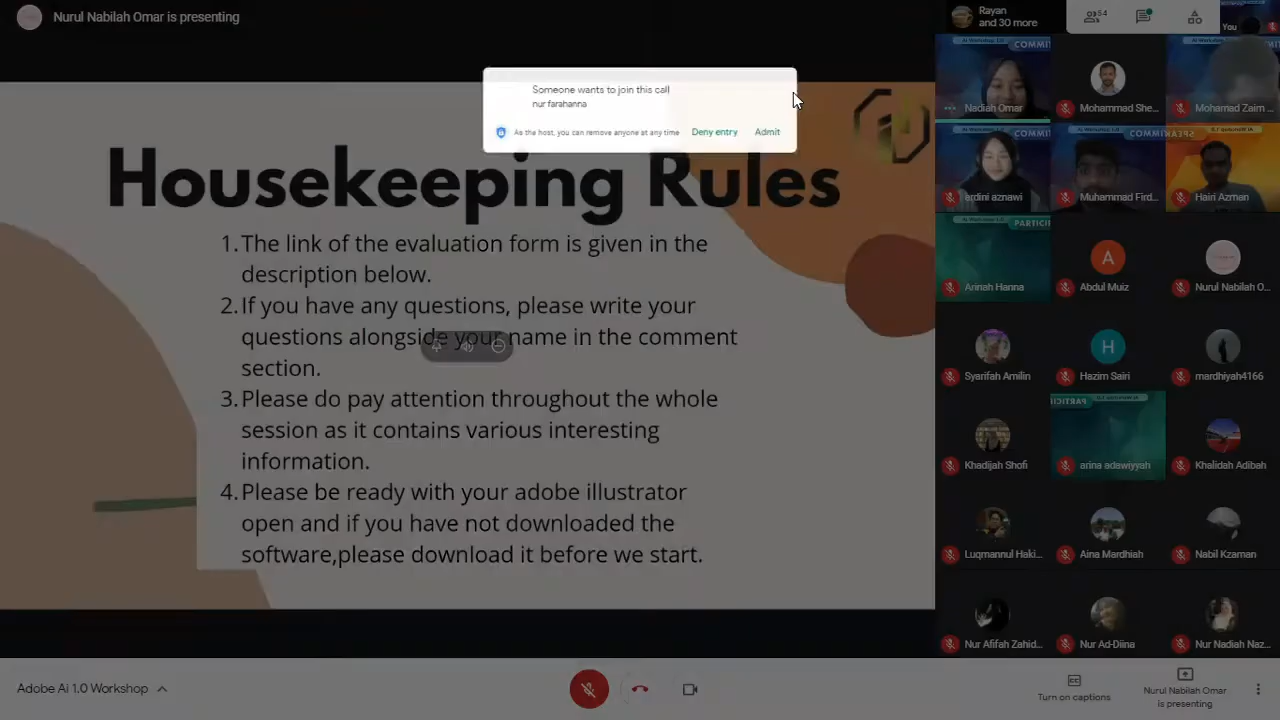 Nurul Nabilah Omar is presenting
Rayan
and 30 more
54
You
Someone wants to join this call
nur farahanna
As the host, you can remove anyone at any time
Deny entry
Admit
Housekeeping Rules
1. The link of the evaluation form is given in the
description below.
2. If you have any questions, please write your
questions alongside your name in the comment
section.
3. Please do pay attention throughout the whole
session as it contains various interesting
information.
4. Please be ready with your adobe illustrator
open and if you have not downloaded the
software,please download it before we start.
Nadiah Omar
Mohammad She...
Mohamad Zaim ...
ardini aznawi
Muhammad Fird...
Hairi Azman
Arinah Hanna
A
Abdul Muiz
Nurul Nabilah O...
Syarifah Amilin
H
Hazim Sairi
mardhiyah4166
Khadijah Shofi
arina adawiyyah
Khalidah Adibah
Luqmannul Haki...
Aina Mardhiah
Nabil Kzaman
Nur Afifah Zahid...
Nur Ad-Diina
Nur Nadiah Naz...
Adobe Ai 1.0 Workshop
Turn on captions
Nurul Nabilah Omar
is presenting